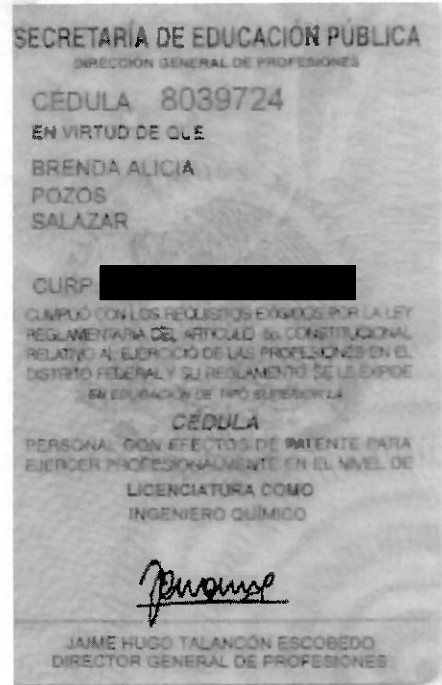 SECRETARÍA DE EDUCACIÓN PÚBLICA
DIRECCIÓN GENERAL DE PROFESIONES
CÉDULA 8039724
EN VIRTUD DE QUE
BRENDA ALICIA
POZOS
SALAZAR
CURP:
CUMPLIÓ CON LOS REQUISITOS EXIGIDOS POR LA LEY
REGLAMENTARIA DEL ARTÍCULO 5o. CONSTITUCIONAL
RELATIVO AL EJERCICIO DE LAS PROFESIONES EN EL
DISTRITO FEDERAL Y SU REGLAMENTO SE LE EXPIDE
EN EDUCACIÓN DE TIPO SUPERIOR LA
CÉDULA
PERSONAL CON EFECTOS DE PATENTE PARA
EJERCER PROFESIONALMENTE EN EL NIVEL DE
LICENCIATURA COMO
INGENIERO QUÍMICO
JAIME HUGO TALANCÓN ESCOBEDO
DIRECTOR GENERAL DE PROFESIONES